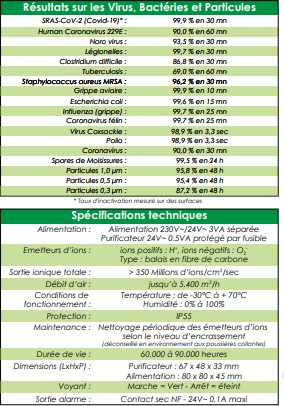 Résultats sur les Virus, Bactéries et Particules
SRAS-CoV-2 (Covid-19)* : 99,9 % en 30 mn
Human Coronavirus 229E : 90,0 % en 60 mn
Noro virus : 93,5 % en 30 mn
Légionelles : 99,7 % en 30 mn
Clostridium difficile : 86,8 % en 30 mn
Tuberculosis : 69,0 % en 60 mn
Staphylococcus aureus MRSA : 96,2 % en 30 mn
Grippe aviaire : 99,9 % en 10 mn
Escherichia coli : 99,6 % en 15 mn
Influenza (grippe) : 99,7 % en 25 mn
Coronavirus félin : 99,7 % en 25 mn
Virus Coxsackie : 98,9 % en 3,3 sec
Polio : 98,9 % en 3,3 sec
Coronavirus : 90,0 % en 30 mn
Spores de Moisissures : 99,5 % en 24 h
Particules 1,0 µm : 95,8 % en 48 h
Particules 0,5 µm : 95,4 % en 48 h
Particules 0,3 µm : 87,2 % en 48 h
* Taux d'inactivation mesuré sur des surfaces
Spécifications techniques
Alimentation : Alimentation 230V~/24V~ 3VA séparée
Purificateur 24V~ 0.5VA protégé par fusible
Emetteurs d'ions : ions positifs : H⁺, ions négatifs : O₂⁻
Type : balais en fibre de carbone
Sortie ionique totale : > 350 Millions d'ions/cm³/sec
Débit d'air : jusqu'à 5.400 m³/h
Conditions de Température : de -30°C à + 70°C
fonctionnement : Humidité : 0% à 100%
Protection : IP55
Maintenance : Nettoyage périodique des émetteurs d'ions
selon le niveau d'encrassement
(déconseillé en environnement aux poussières collantes)
Durée de vie : 60.000 à 90.000 heures
Dimensions (LxHxP) : Purificateur : 67 x 48 x 33 mm
Alimentation : 80 x 80 x 45 mm
Voyant : Marche = Vert - Arrêt = éteint
Sortie alarme : Contact sec NF - 24V~ 0,1A maxi